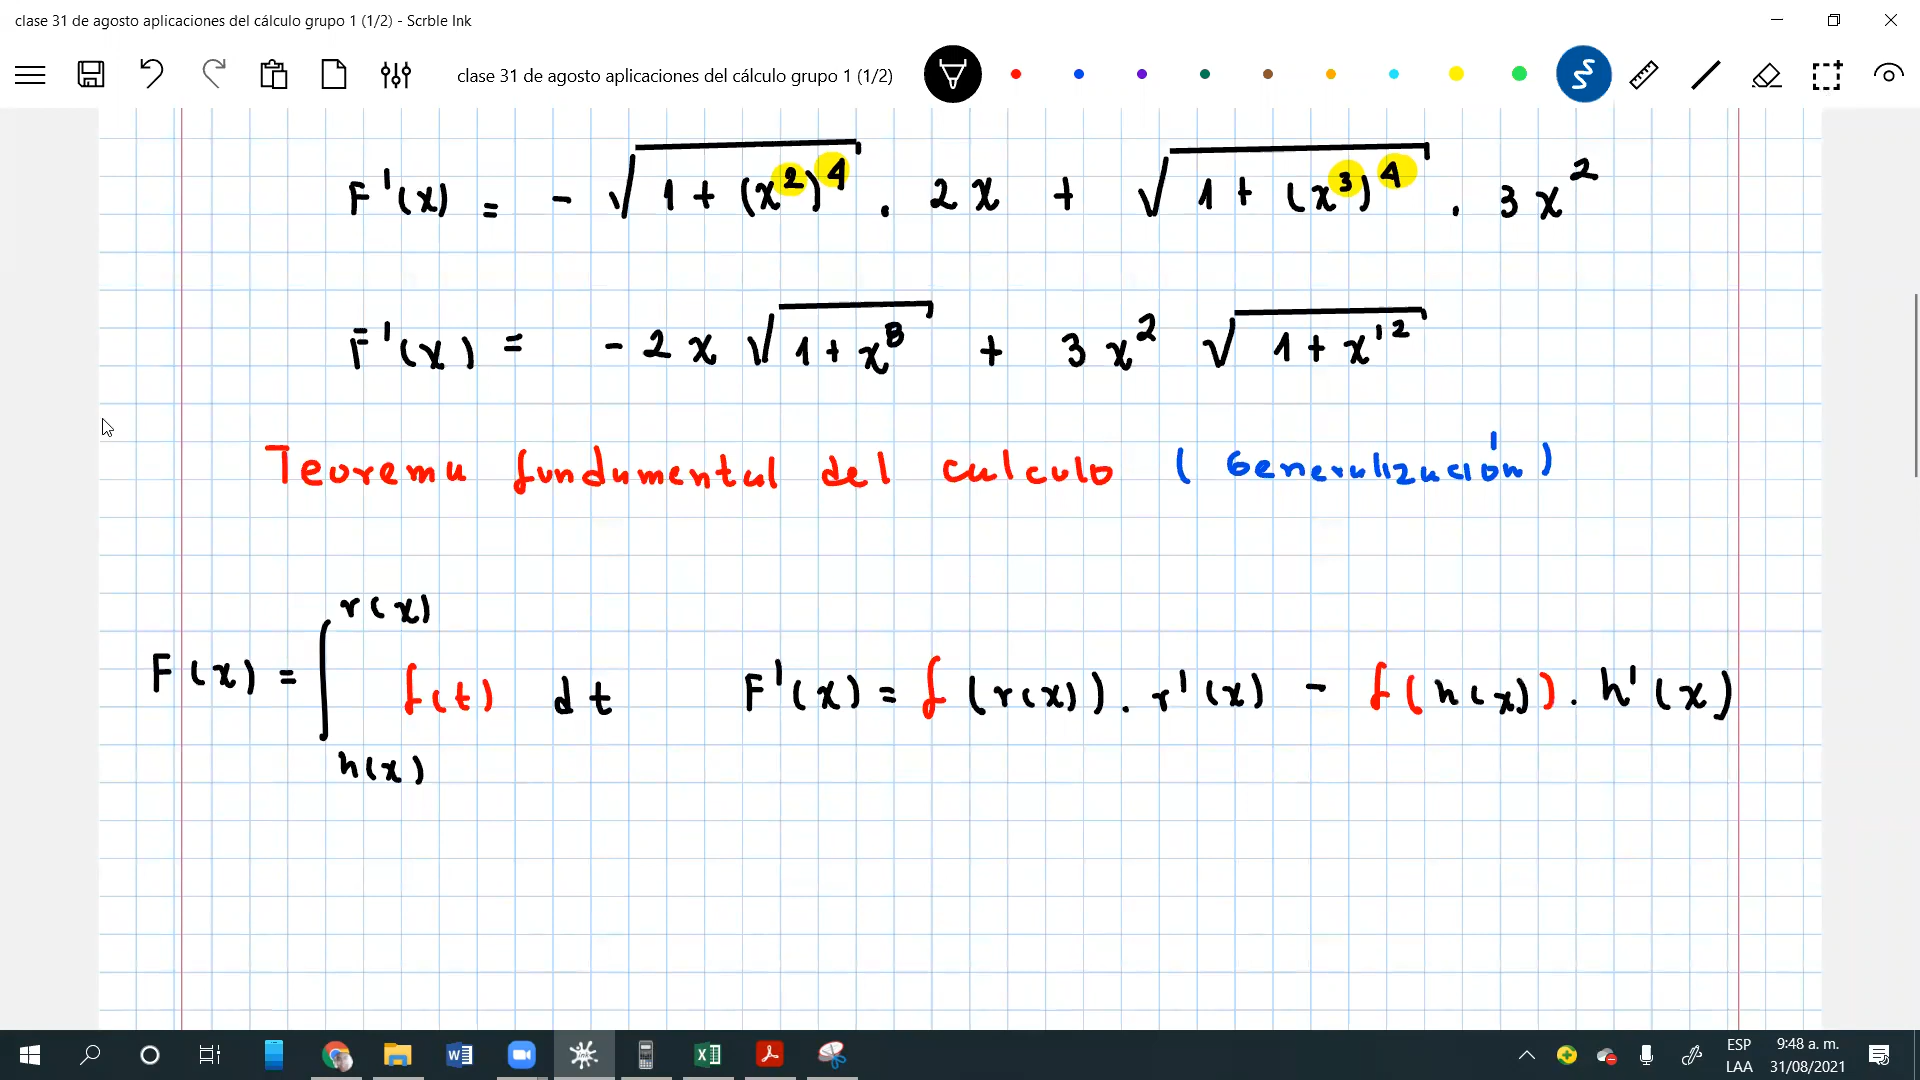 clase 31 de agosto aplicaciones del cálculo grupo 1 (1/2) - Scrble Ink
clase 31 de agosto aplicaciones del cálculo grupo 1 (1/2)
F'(x) = - √(1 + (x²)⁴) . 2x + √(1 + (x³)⁴) . 3x²
F'(x) = - 2x √(1 + x⁸) + 3x² √(1 + x¹²)
Teorema fundamental del calculo (Generalización)
r(x)
F(x) = ∫ f(t) dt F'(x) = f(r(x)) . r'(x) - f(h(x)) . h'(x)
h(x)
ESP 9:48 a. m.
LAA 31/08/2021